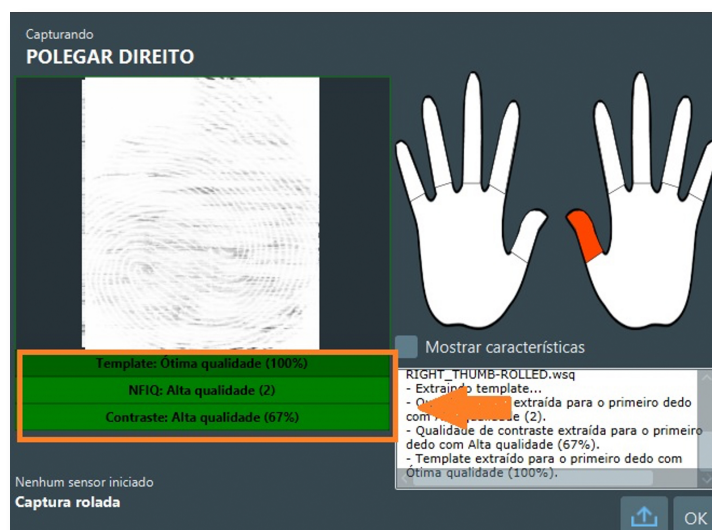 Capturando
POLEGAR DIREITO
Template: Ótima qualidade (100%)
NFIQ: Alta qualidade (2)
Contraste: Alta qualidade (67%)
Mostrar características
RIGHT_THUMB-ROLLED.wsq
- Extraindo template...
extraída para o primeiro dedo
com (2).
- Qualidade de contraste extraída para o primeiro
dedo com Alta qualidade (67%).
- Template extraído para o primeiro dedo com
Ótima qualidade (100%).
Nenhum sensor iniciado
Captura rolada
OK